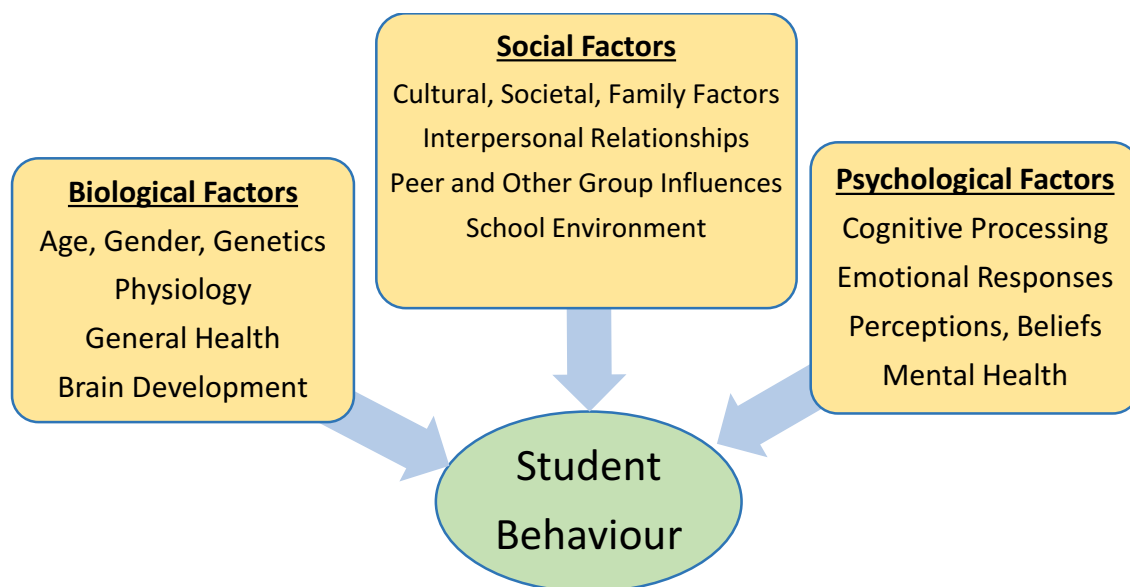 Social Factors
Cultural, Societal, Family Factors
Interpersonal Relationships
Peer and Other Group Influences
School Environment
Biological Factors
Age, Gender, Genetics
Physiology
General Health
Brain Development
Psychological Factors
Cognitive Processing
Emotional Responses
Perceptions, Beliefs
Mental Health
Student
Behaviour